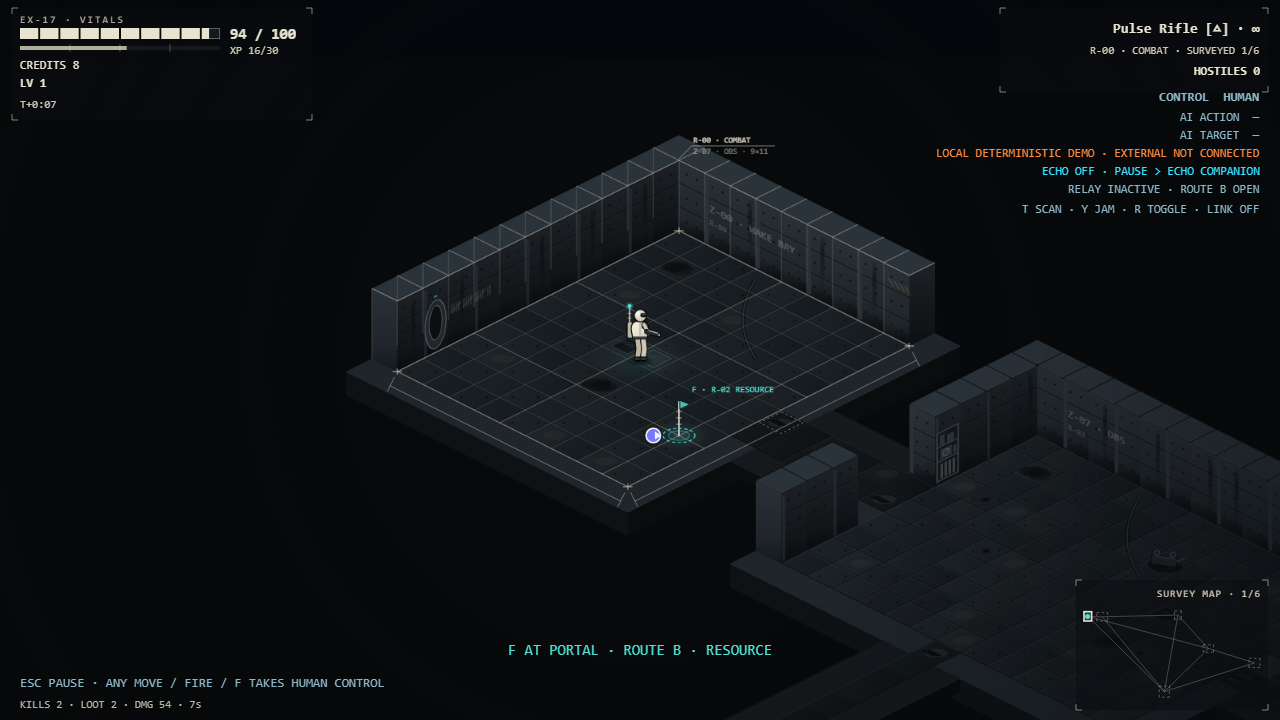 EX-17 · VITALS
94 / 100
XP 16/30
CREDITS 8
LV 1
T+0:07
Pulse Rifle [▲] · ∞
R-00 · COMBAT · SURVEYED 1/6
HOSTILES 0
CONTROL HUMAN
AI ACTION —
AI TARGET —
LOCAL DETERMINISTIC DEMO · EXTERNAL NOT CONNECTED
ECHO OFF · PAUSE > ECHO COMPANION
RELAY INACTIVE · ROUTE B OPEN
T SCAN · Y JAM · R TOGGLE · LINK OFF
R-00 · COMBAT
Z-07 · OBS · 9×11
Z-00 · WAKE BAY
R-00
F · R-02 RESOURCE
Z-07 · OBS
SURVEY MAP · 1/6
F AT PORTAL · ROUTE B · RESOURCE
ESC PAUSE · ANY MOVE / FIRE / F TAKES HUMAN CONTROL
KILLS 2 · LOOT 2 · DMG 54 · 7s